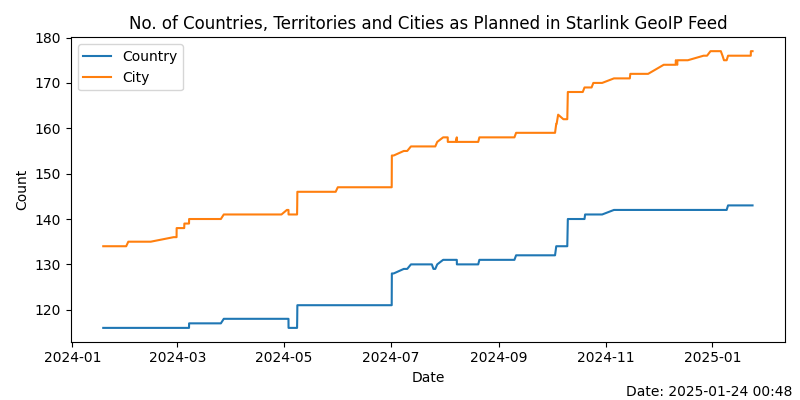 No. of Countries, Territories and Cities as Planned in Starlink GeoIP Feed
Country
City
180
170
160
150
140
130
120
Count
2024-01 2024-03 2024-05 2024-07 2024-09 2024-11 2025-01
Date
Date: 2025-01-24 00:48